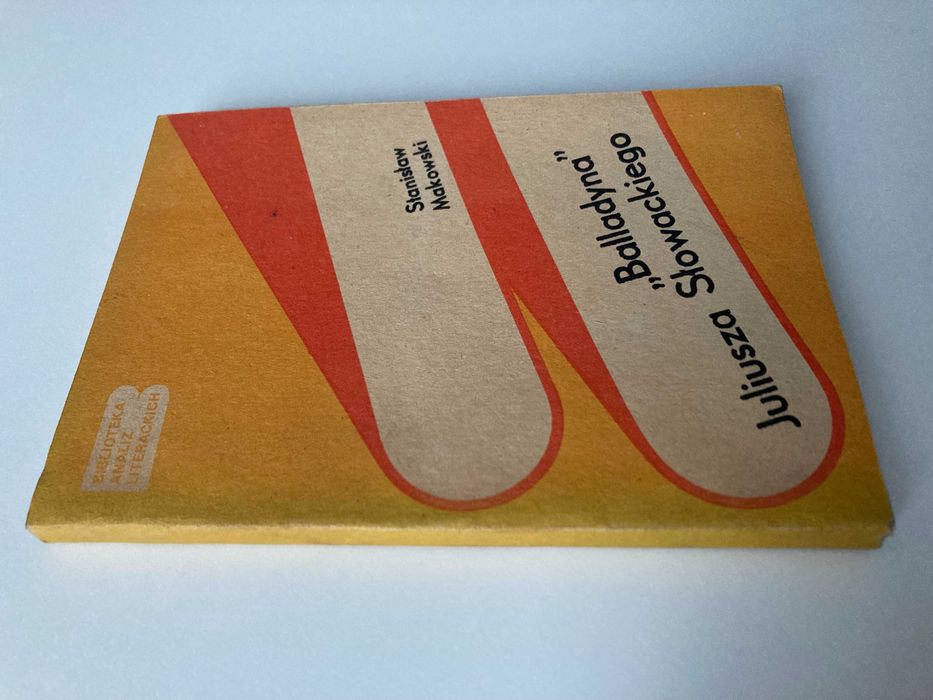 Stanisław
Makowski
„Balladyna”
Juliusza Słowackiego
BIBLIOTEKA
ANALIZ
LITERACKICH